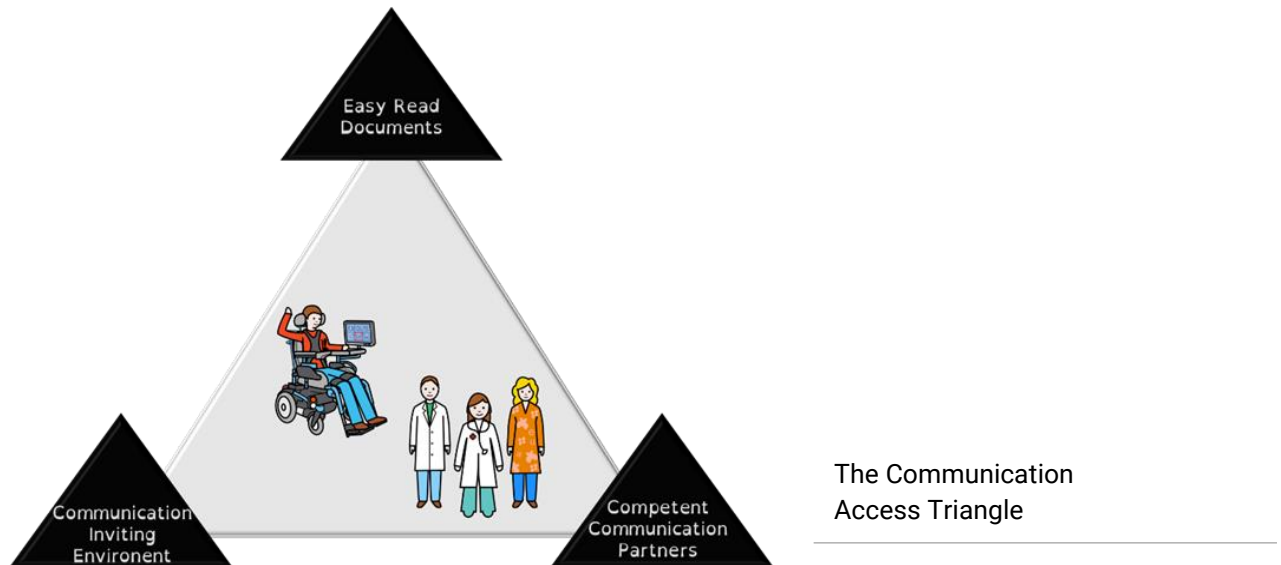 Easy Read
Documents
Communication
Inviting
Environent
Competent
Communication
Partners
The Communication
Access Triangle